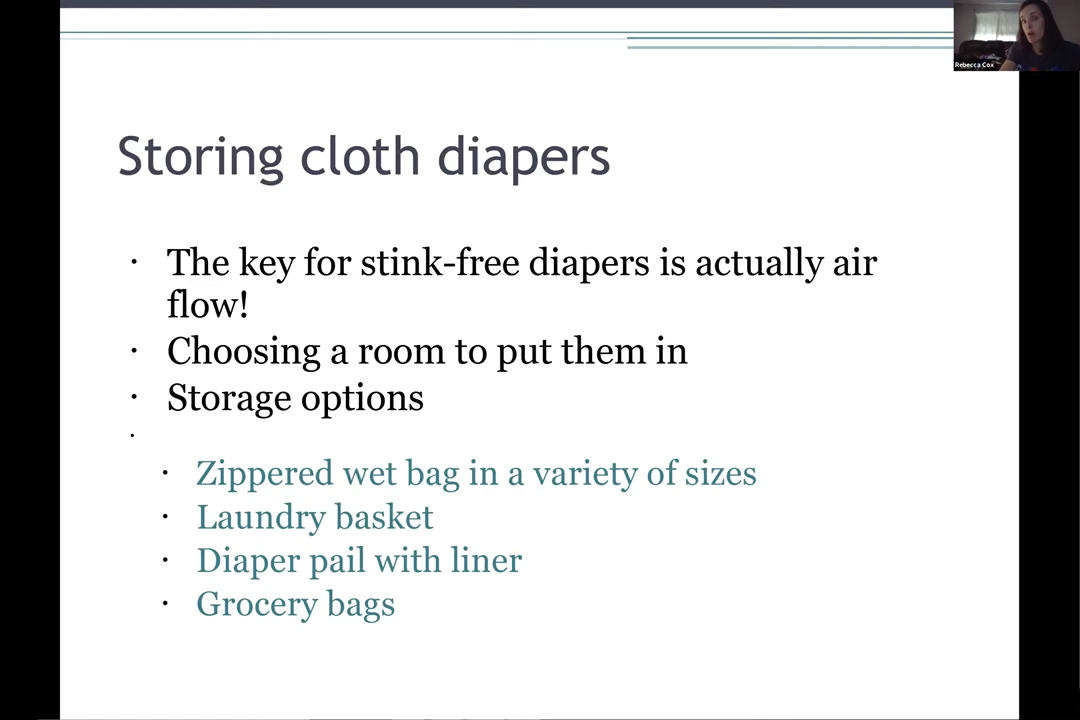 Rebecca Cox
Storing cloth diapers
· The key for stink-free diapers is actually air
flow!
· Choosing a room to put them in
· Storage options
·
· Zippered wet bag in a variety of sizes
· Laundry basket
· Diaper pail with liner
· Grocery bags